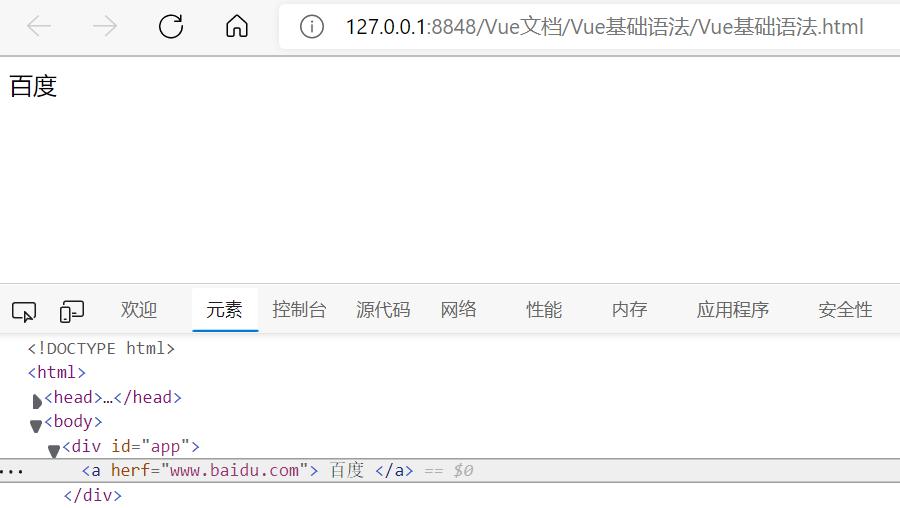 127.0.0.1:8848/Vue文档/Vue基础语法/Vue基础语法.html
百度
欢迎 元素 控制台 源代码 网络 性能 内存 应用程序 安全性
<!DOCTYPE html>
<html>
<head>…</head>
<body>
<div id="app">
<a herf="www.baidu.com"> 百度 </a> == $0
</div>